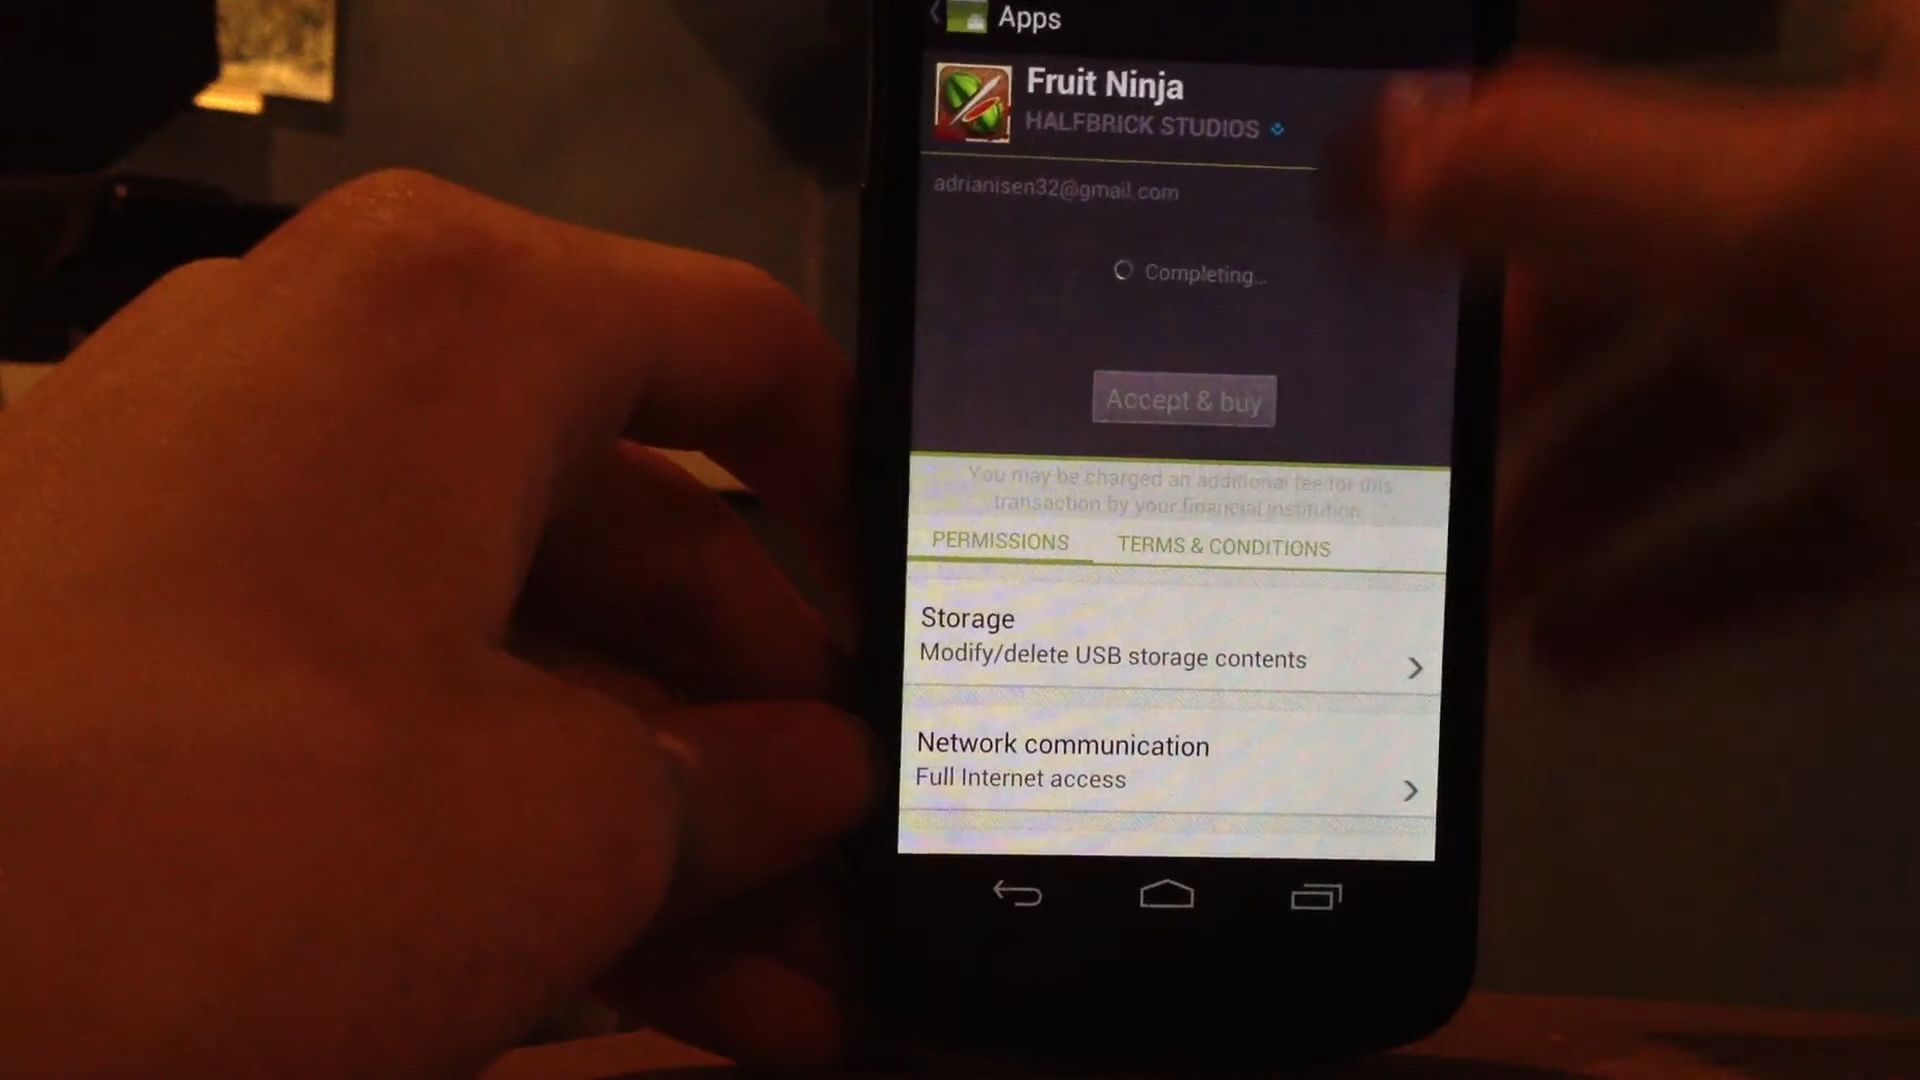 Apps
Fruit Ninja
HALFBRICK STUDIOS
adrianisen32@gmail.com
Completing...
Accept & buy
You may be charged an additional fee for this
transaction by your financial institution.
PERMISSIONS TERMS & CONDITIONS
Storage
Modify/delete USB storage contents
Network communication
Full Internet access